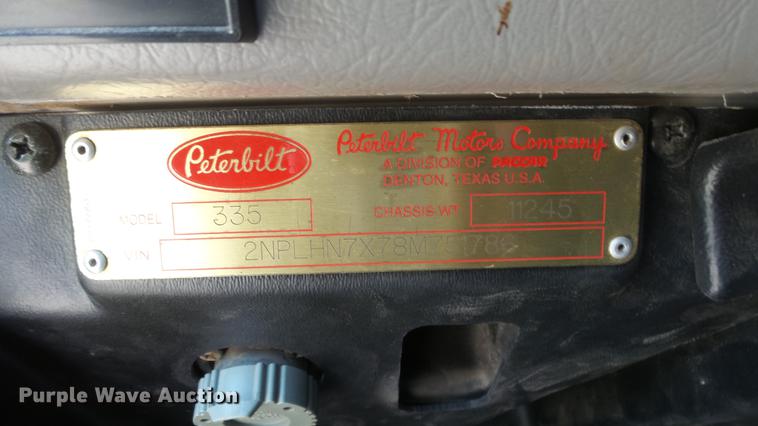 Peterbilt
Peterbilt Motors Company
A DIVISION OF PACCAR
DENTON, TEXAS U.S.A.
MODEL 335 CHASSIS WT 11245
VIN
Purple Wave Auction